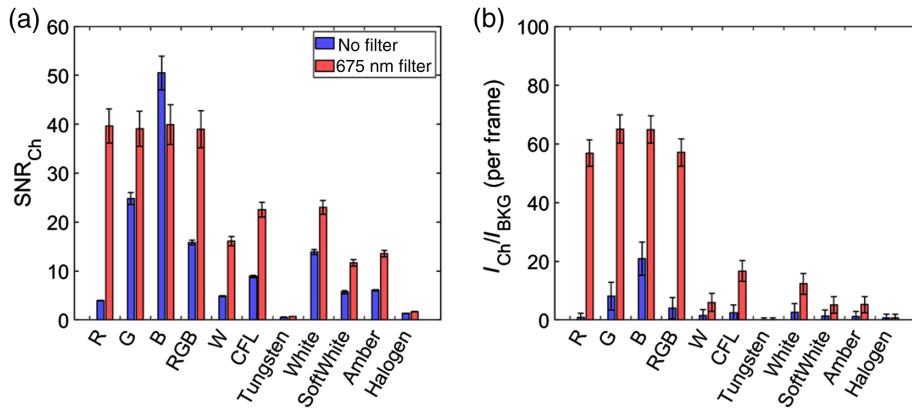 (a)
60
50
40
30
20
10
0
SNR_Ch
No filter
675 nm filter
R
G
B
RGB
W
CFL
Tungsten
White
SoftWhite
Amber
Halogen
(b)
100
80
60
40
20
0
I_Ch/I_BKG (per frame)
R
G
B
RGB
W
CFL
Tungsten
White
SoftWhite
Amber
Halogen